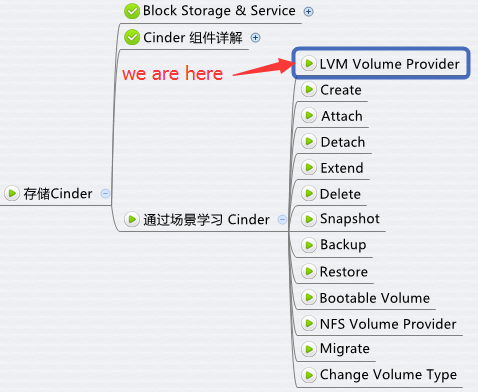 Block Storage & Service
Cinder 组件详解
we are here
LVM Volume Provider
Create
Attach
Detach
Extend
存储Cinder
Delete
通过场景学习 Cinder
Snapshot
Backup
Restore
Bootable Volume
NFS Volume Provider
Migrate
Change Volume Type